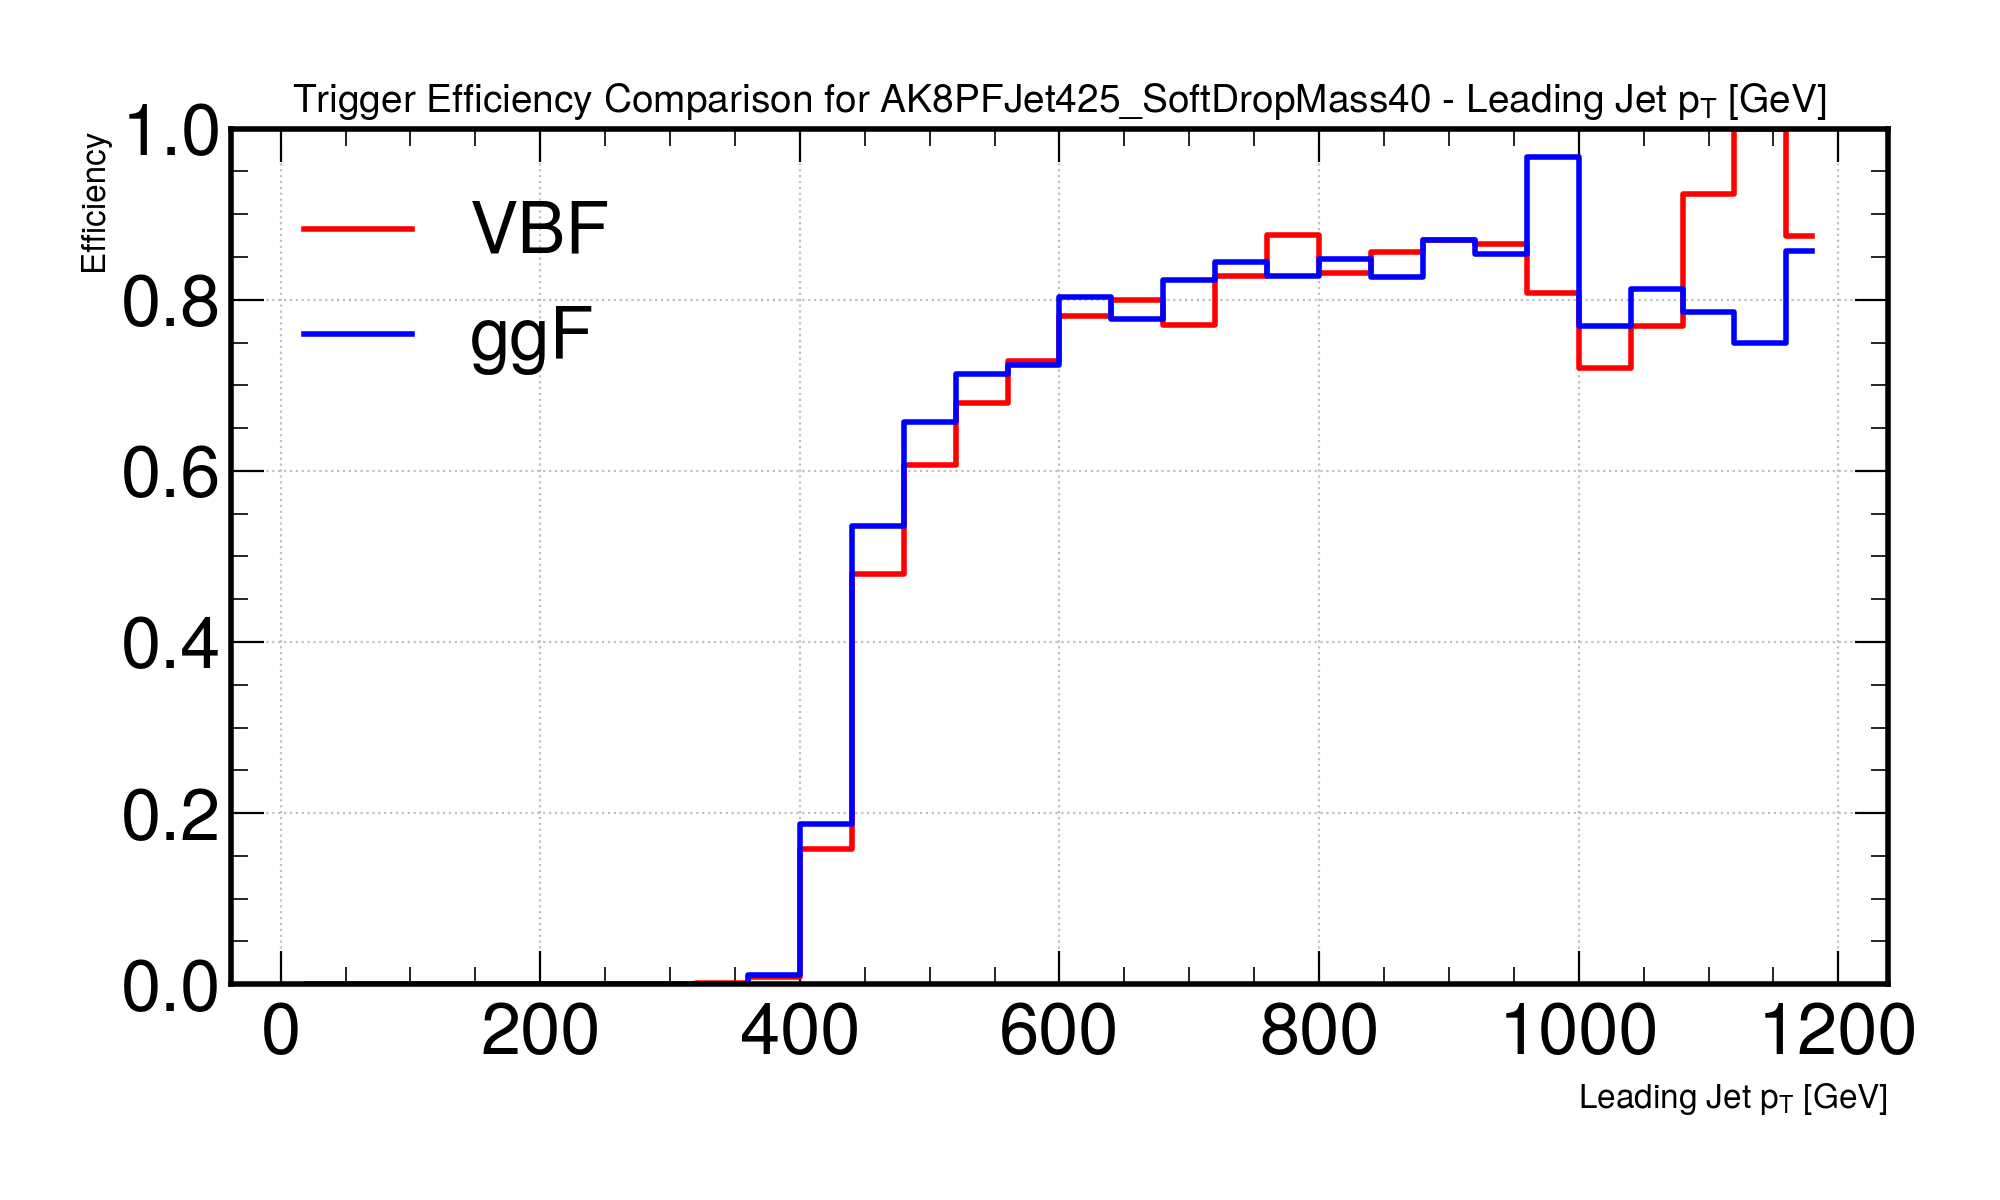 Trigger Efficiency Comparison for AK8PFJet425_SoftDropMass40 - Leading Jet pT [GeV]
Efficiency
1.0
0.8
0.6
0.4
0.2
0.0
VBF
ggF
0 200 400 600 800 1000 1200
Leading Jet pT [GeV]